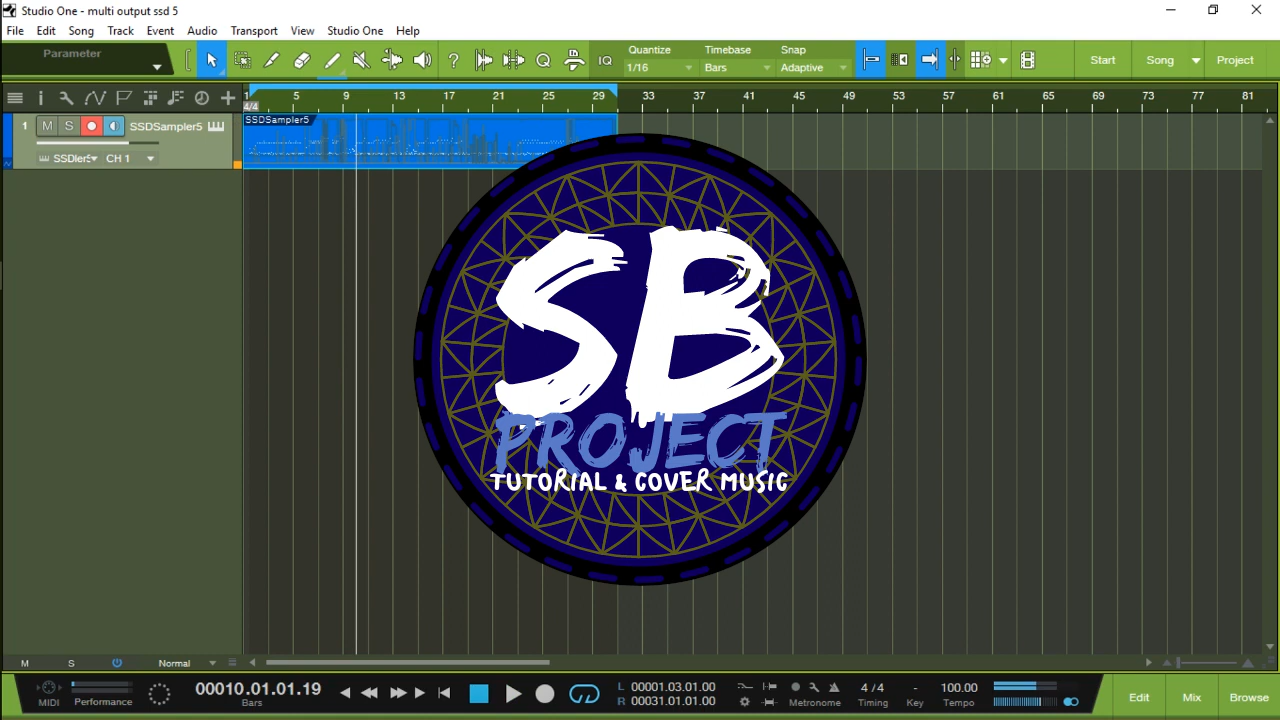 Studio One - multi output ssd 5
File Edit Song Track Event Audio Transport View Studio One Help
Parameter
? IQ
Quantize Timebase Snap
1/16 Bars Adaptive
Start Song Project
1 5 9 13 17 21 25 29 33 37 41 45 49 53 57 61 65 69 73 77 81
4/4
1 M S SSDSampler5
SSDSampler5
CH 1
SB
PROJECT
TUTORIAL & COVER MUSIC
M S Normal
MIDI Performance
00010.01.01.19
Bars
L 00001.03.01.00
R 00031.01.01.00
Metronome
4 / 4 - 100.00
Timing Key Tempo
Edit Mix Browse